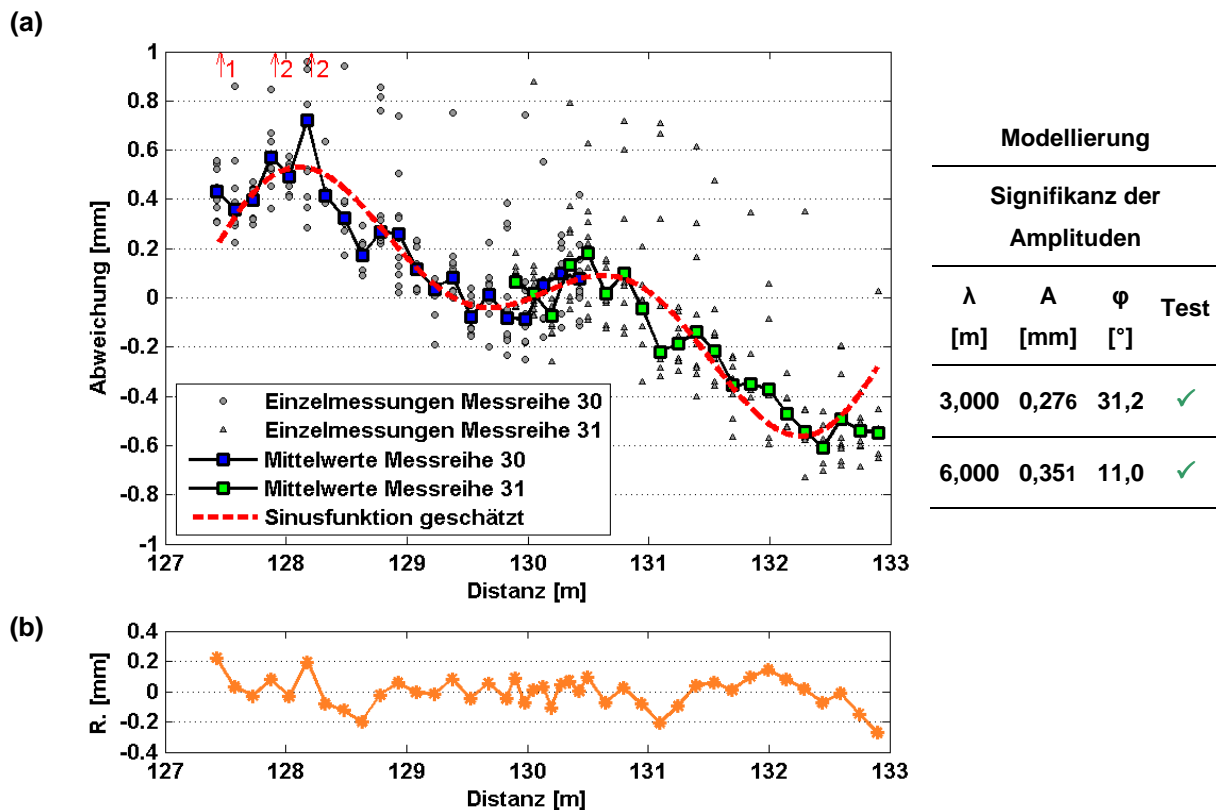 (a)
1 2 2
1
0.8
0.6
0.4
0.2
0
-0.2
-0.4
-0.6
-0.8
-1
Abweichung [mm]
Einzelmessungen Messreihe 30
Einzelmessungen Messreihe 31
Mittelwerte Messreihe 30
Mittelwerte Messreihe 31
Sinusfunktion geschätzt
127 128 129 130 131 132 133
Distanz [m]
Modellierung
Signifikanz der
Amplituden
λ A φ Test
[m] [mm] [°]
3,000 0,276 31,2 ✓
6,000 0,351 11,0 ✓
(b)
0.4
0.2
0
-0.2
-0.4
R. [mm]
127 128 129 130 131 132 133
Distanz [m]